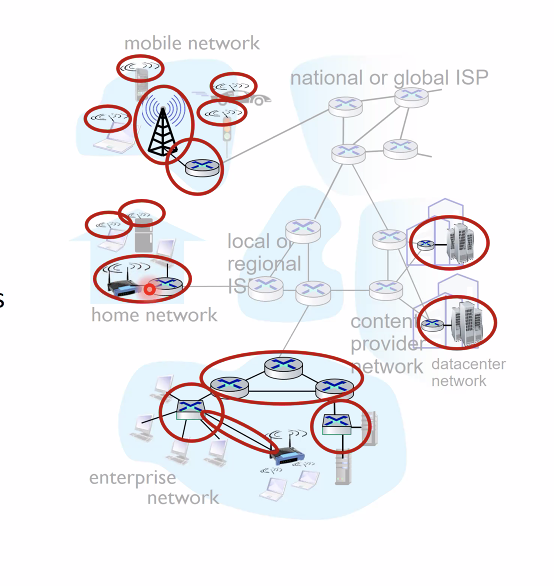 mobile network
national or global ISP
local or
regional
ISP
s
home network
content
provider
network
datacenter
network
enterprise
network